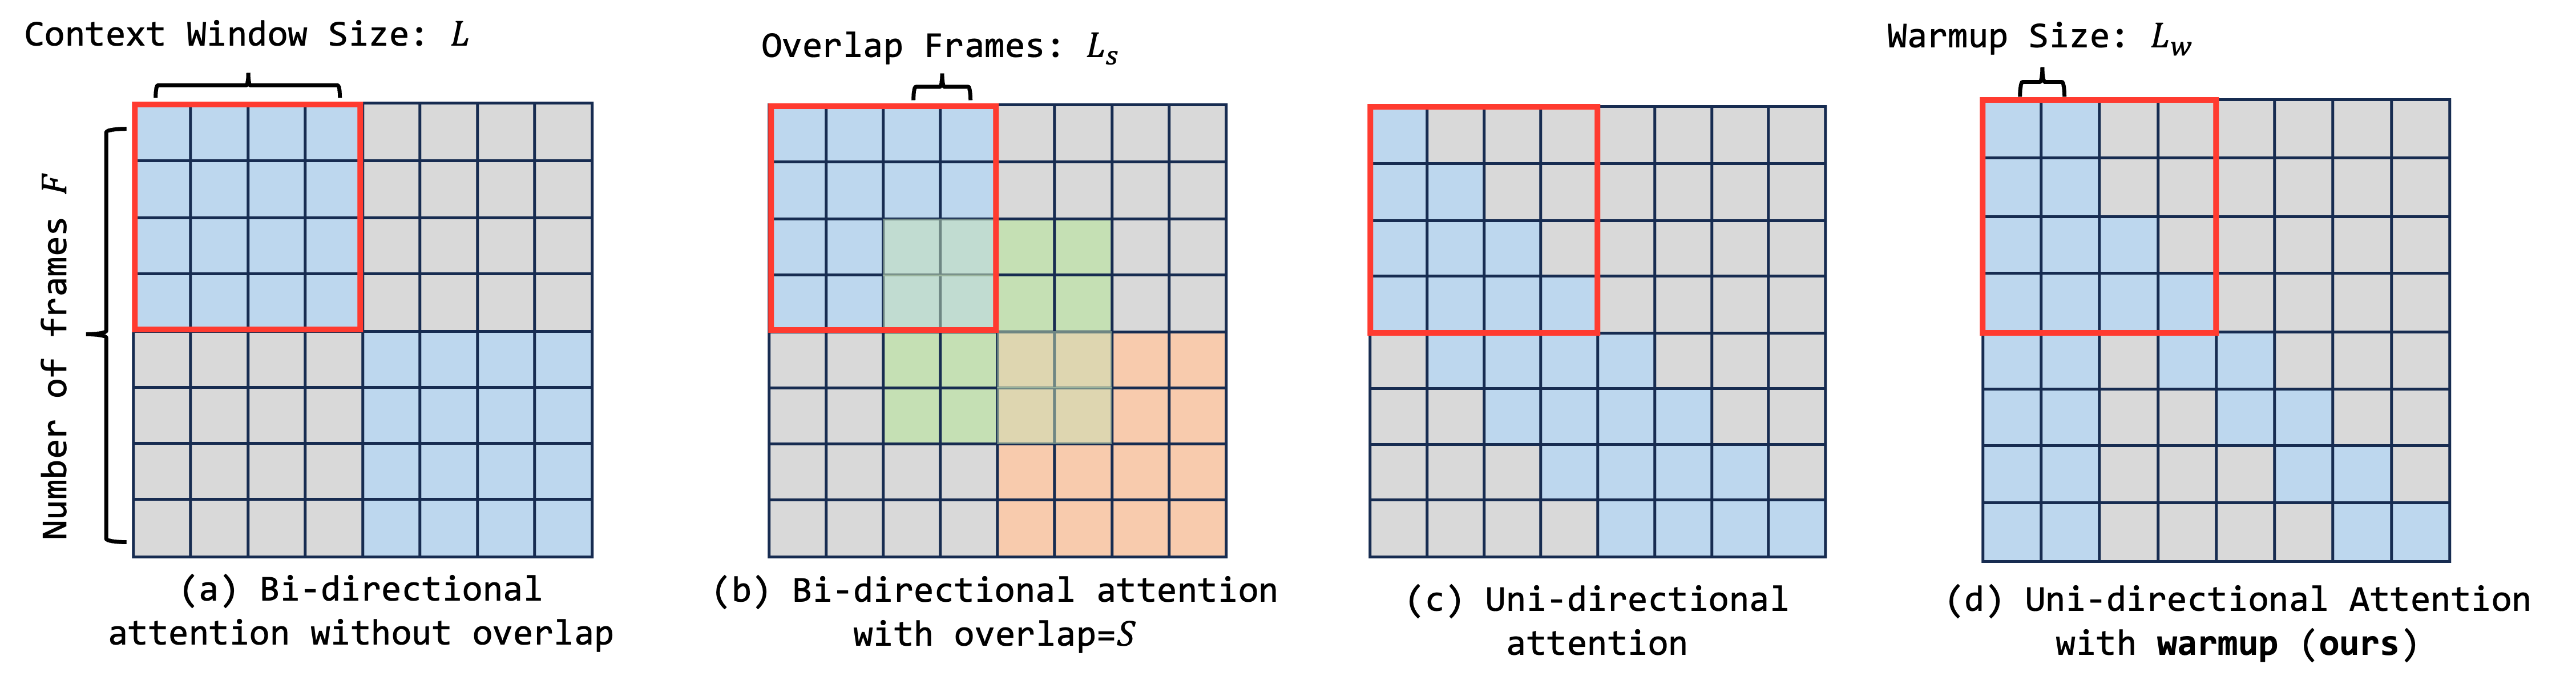 Context Window Size: L
Overlap Frames: Lₛ
Warmup Size: L_w
Number of frames F
(a) Bi-directional
attention without overlap
(b) Bi-directional attention
with overlap=S
(c) Uni-directional
attention
(d) Uni-directional Attention
with warmup (ours)